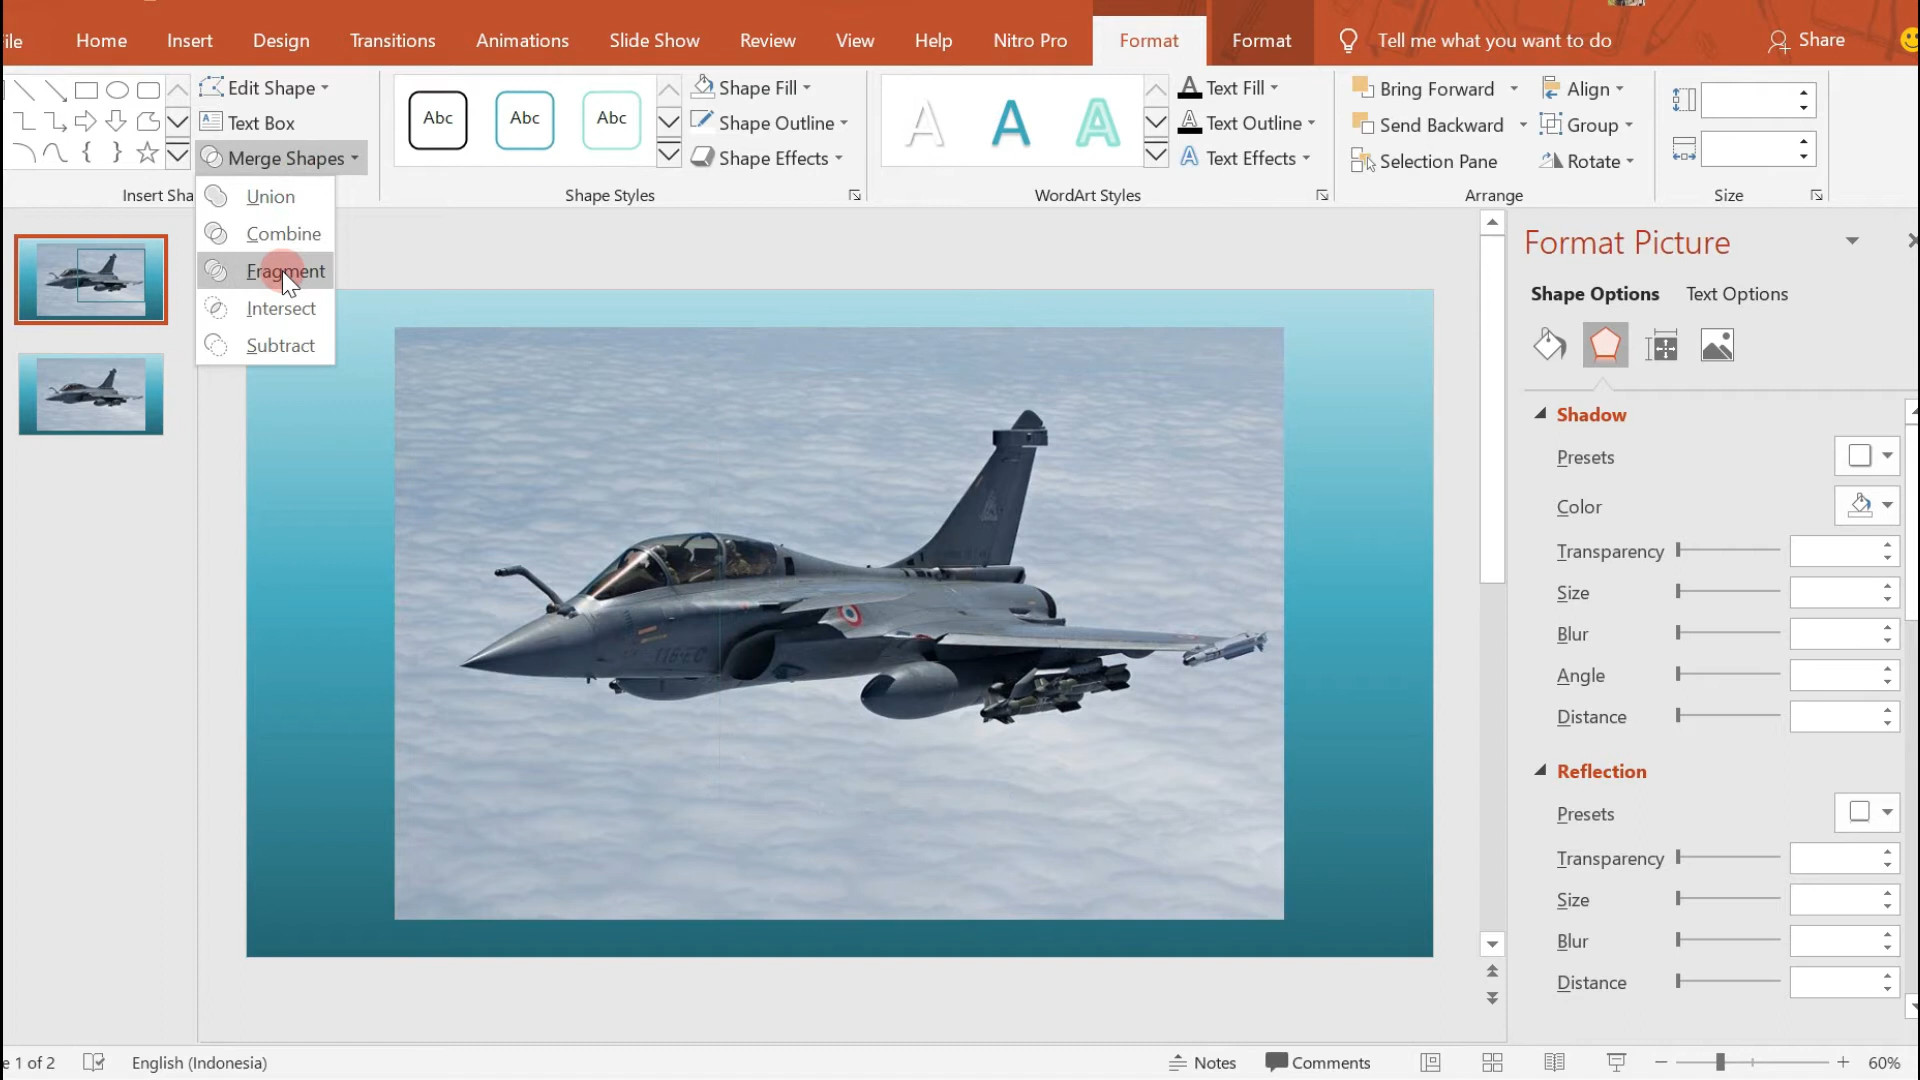 ile Home Insert Design Transitions Animations Slide Show Review View Help Nitro Pro Format Format Tell me what you want to do Share
Edit Shape
Text Box
Merge Shapes
Insert Sha
Union
Combine
Fragment
Intersect
Subtract
Abc Abc Abc
Shape Fill
Shape Outline
Shape Effects
Shape Styles
A A A
Text Fill
Text Outline
Text Effects
WordArt Styles
Bring Forward
Send Backward
Selection Pane
Align
Group
Rotate
Arrange
Size
118-EC
Format Picture
Shape Options Text Options
Shadow
Presets
Color
Transparency
Size
Blur
Angle
Distance
Reflection
Presets
Transparency
Size
Blur
Distance
e 1 of 2 English (Indonesia) Notes Comments 60%